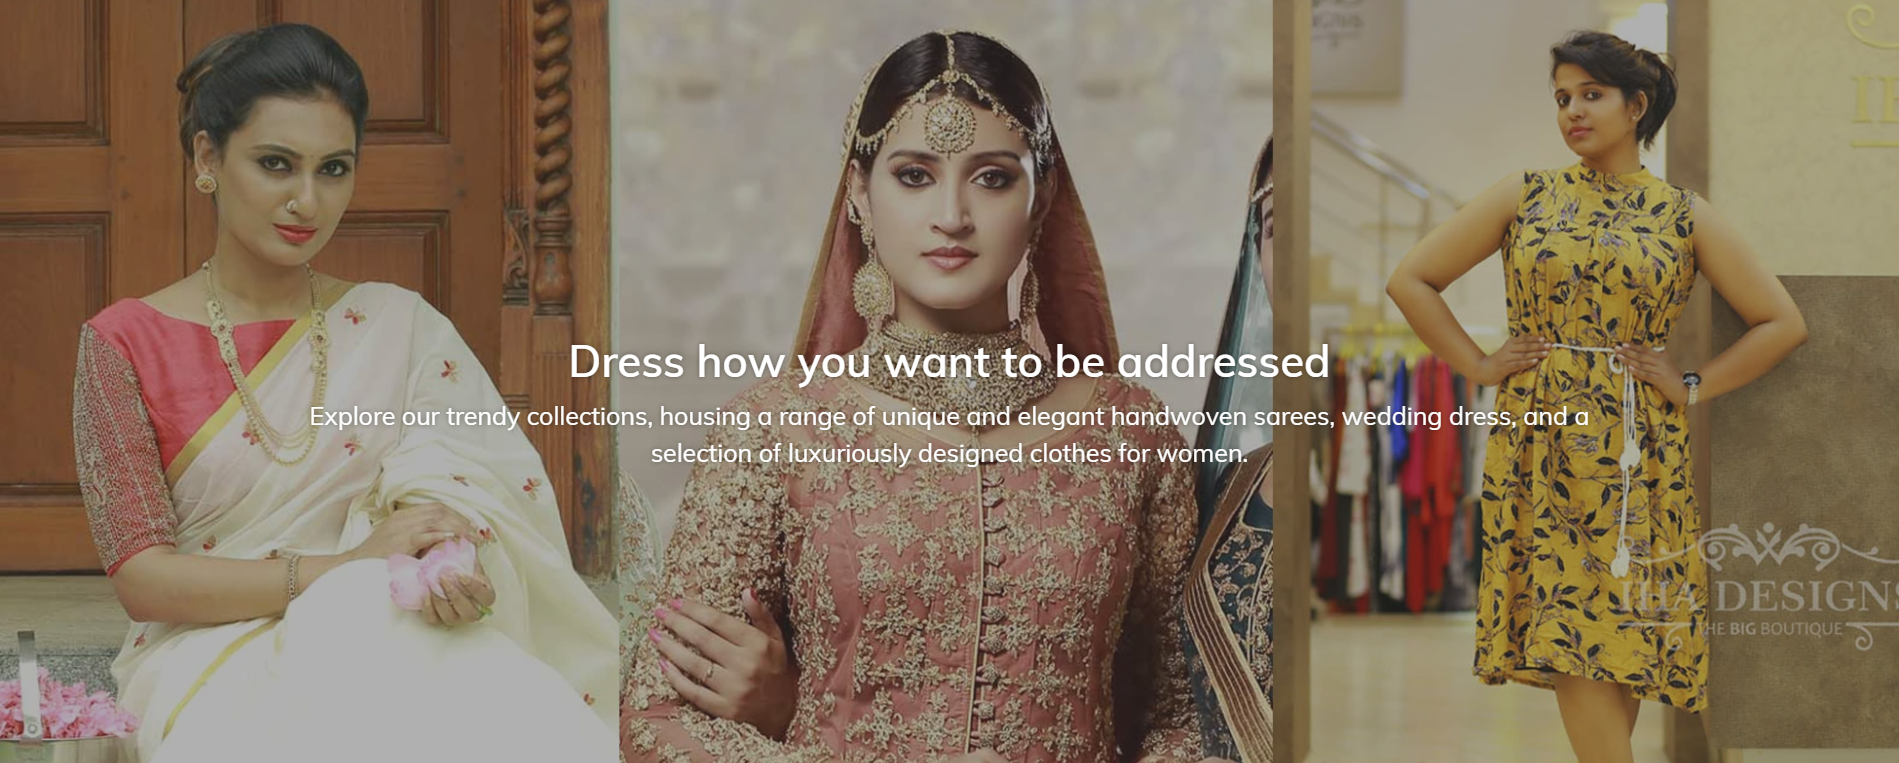 Dress how you want to be addressed
Explore our trendy collections, housing a range of unique and elegant handwoven sarees, wedding dress, and a
selection of luxuriously designed clothes for women.
IHA DESIGNS
THE BIG BOUTIQUE